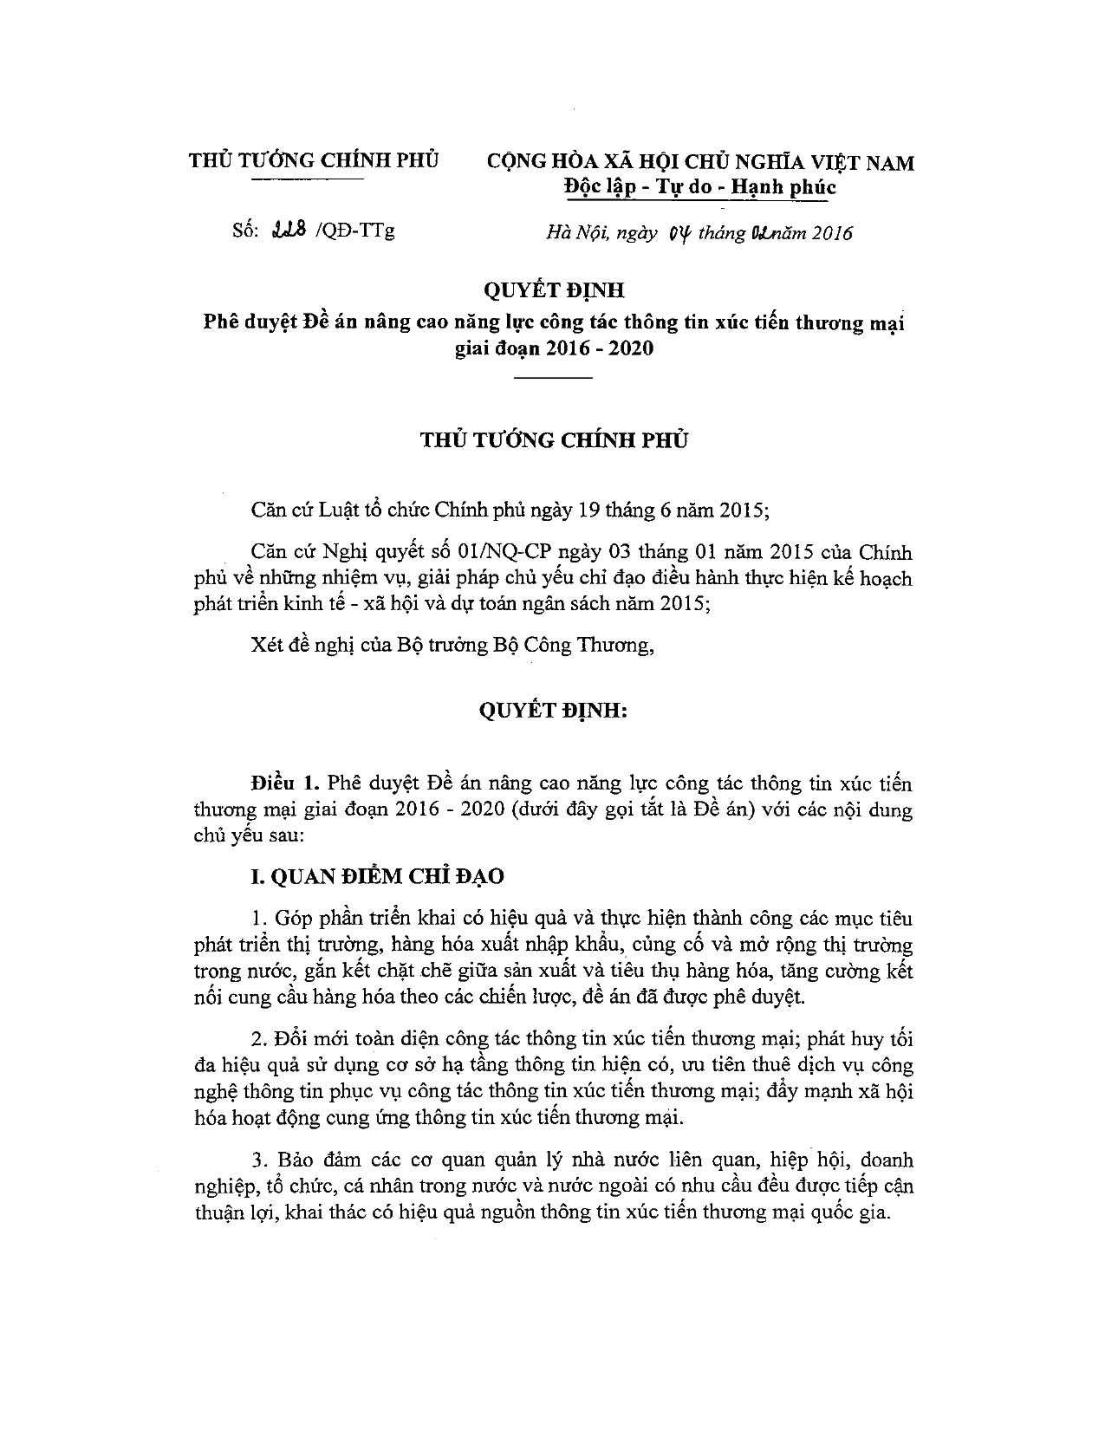 THỦ TƯỚNG CHÍNH PHỦ
CỘNG HÒA XÃ HỘI CHỦ NGHĨA VIỆT NAM
Độc lập - Tự do - Hạnh phúc
Số: 228 /QĐ-TTg
Hà Nội, ngày 04 tháng 02 năm 2016
QUYẾT ĐỊNH
Phê duyệt Đề án nâng cao năng lực công tác thông tin xúc tiến thương mại
giai đoạn 2016 - 2020
THỦ TƯỚNG CHÍNH PHỦ
Căn cứ Luật tổ chức Chính phủ ngày 19 tháng 6 năm 2015;
Căn cứ Nghị quyết số 01/NQ-CP ngày 03 tháng 01 năm 2015 của Chính
phủ về những nhiệm vụ, giải pháp chủ yếu chỉ đạo điều hành thực hiện kế hoạch
phát triển kinh tế - xã hội và dự toán ngân sách năm 2015;
Xét đề nghị của Bộ trưởng Bộ Công Thương,
QUYẾT ĐỊNH:
Điều 1. Phê duyệt Đề án nâng cao năng lực công tác thông tin xúc tiến
thương mại giai đoạn 2016 - 2020 (dưới đây gọi tắt là Đề án) với các nội dung
chủ yếu sau:
I. QUAN ĐIỂM CHỈ ĐẠO
1. Góp phần triển khai có hiệu quả và thực hiện thành công các mục tiêu
phát triển thị trường, hàng hóa xuất nhập khẩu, củng cố và mở rộng thị trường
trong nước, gắn kết chặt chẽ giữa sản xuất và tiêu thụ hàng hóa, tăng cường kết
nối cung cầu hàng hóa theo các chiến lược, đề án đã được phê duyệt.
2. Đổi mới toàn diện công tác thông tin xúc tiến thương mại; phát huy tối
đa hiệu quả sử dụng cơ sở hạ tầng thông tin hiện có, ưu tiên thuê dịch vụ công
nghệ thông tin phục vụ công tác thông tin xúc tiến thương mại; đẩy mạnh xã hội
hóa hoạt động cung ứng thông tin xúc tiến thương mại.
3. Bảo đảm các cơ quan quản lý nhà nước liên quan, hiệp hội, doanh
nghiệp, tổ chức, cá nhân trong nước và nước ngoài có nhu cầu đều được tiếp cận
thuận lợi, khai thác có hiệu quả nguồn thông tin xúc tiến thương mại quốc gia.